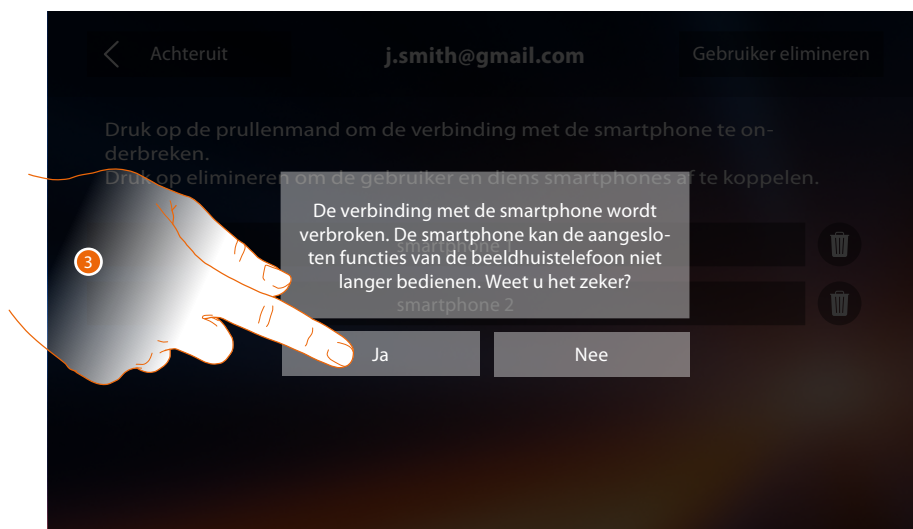 Achteruit
j.smith@gmail.com
Gebruiker elimineren
Druk op de prullenmand om de verbinding met de smartphone te on-
derbreken.
Druk op elimineren om de gebruiker en diens smartphones af te koppelen.
De verbinding met de smartphone wordt
verbroken. De smartphone kan de aangeslo-
ten functies van de beeldhuistelefoon niet
langer bedienen. Weet u het zeker?
smartphone 1
smartphone 2
3
Ja
Nee